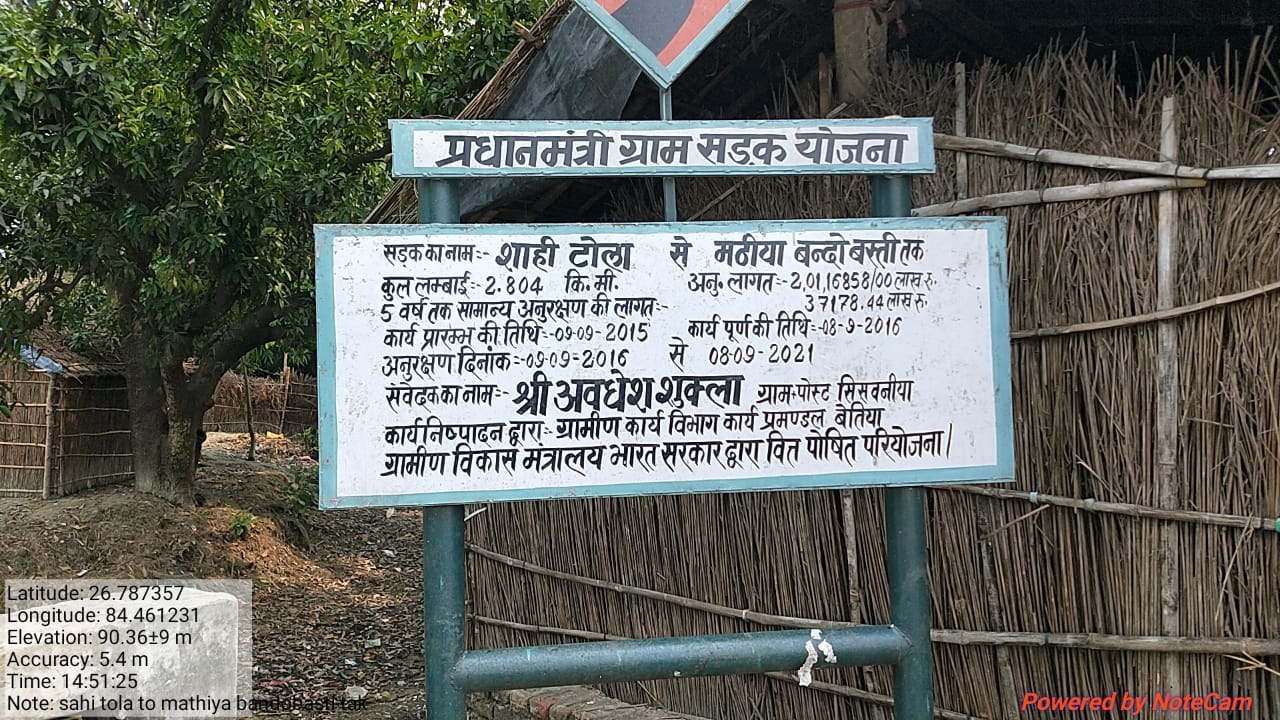 प्रधानमंत्री ग्राम सडक योजना
सडक का नाम:- शाही टोला से मठीया बन्दो बस्ती तक
कुल लम्बाई:- 2.804 कि.मी. अनु. लागत:- 2,01,16858/00 लाख रु.
5 वर्ष तक सामान्य अनुरक्षण की लागत:- 37178.44 लाख रु.
कार्य प्रारम्भ की तिथि:-09-09-2015 कार्य पूर्ण की तिथि:-08-9-2016
अनुरक्षण दिनांक:-09-09-2016 से 08-09-2021
संवेदक का नाम:- श्री अवधेश शुक्ला ग्राम+पोस्ट सिसवनीया
कार्य निष्पादन द्वारा:- ग्रामीण कार्य विभाग कार्य प्रमण्डल बेतिया
ग्रामीण विकास मंत्रालय भारत सरकार द्वारा वित पोषित परियोजना।
Latitude: 26.787357
Longitude: 84.461231
Elevation: 90.36±9 m
Accuracy: 5.4 m
Time: 14:51:25
Note: sahi tola to mathiya bandobasti tak
Powered by NoteCam